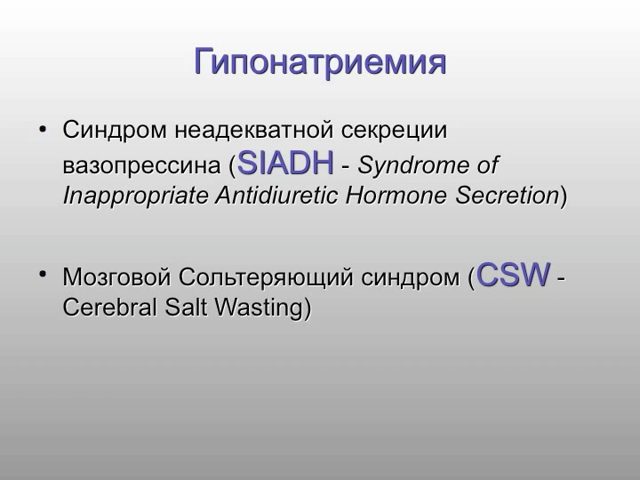 Гипонатриемия
• Синдром неадекватной секреции
вазопрессина (SIADH - Syndrome of
Inappropriate Antidiuretic Hormone Secretion)
• Мозговой Сольтеряющий синдром (CSW -
Cerebral Salt Wasting)